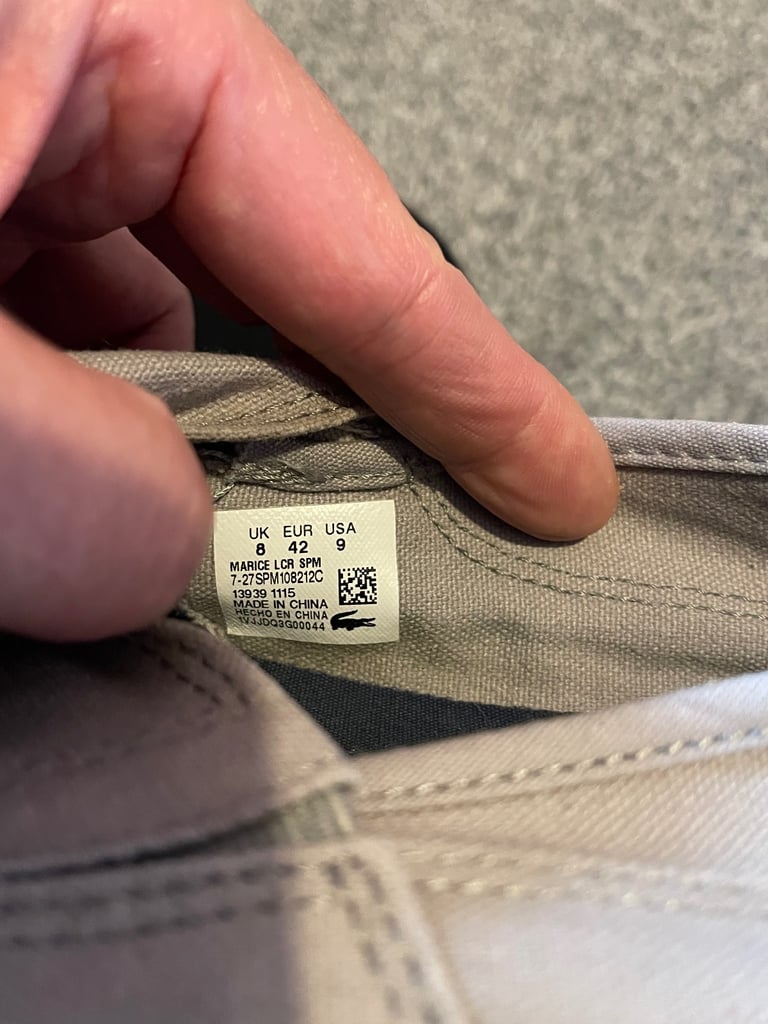 UK EUR USA
8 42 9
MARICE LCR SPM
7-27SPM108212C
13939 1115
MADE IN CHINA
HECHO EN CHINA
1VJJDQ3G00044